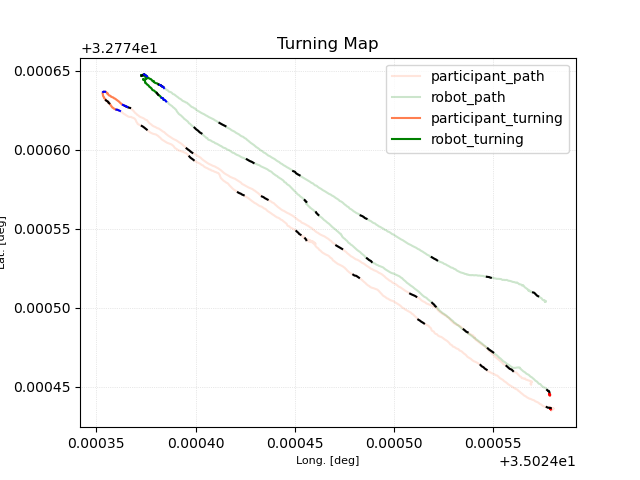 Turning Map
+3.2774e1
participant_path
robot_path
participant_turning
robot_turning
0.00065
0.00060
0.00055
0.00050
0.00045
Lat. [deg]
0.00035 0.00040 0.00045 0.00050 0.00055
Long. [deg]
+3.5024e1